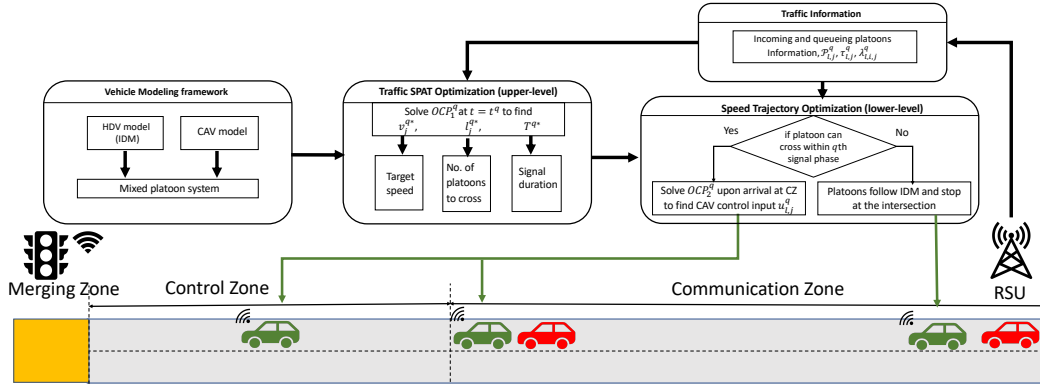 Traffic Information
Incoming and queueing platoons
Information, 𝒫_{i,j}^q, τ_{i,j}^q, λ_{i,i,j}^q
Vehicle Modeling framework
HDV model
(IDM)
CAV model
Mixed platoon system
Traffic SPAT Optimization (upper-level)
Solve OCP_1^q at t = t^q to find
v_j^{q*}, l_j^{q*}, T^{q*}
Target
speed
No. of
platoons
to cross
Signal
duration
Speed Trajectory Optimization (lower-level)
Yes
if platoon can
cross within qth
signal phase
No
Solve OCP_2^q upon arrival at CZ
to find CAV control input u_{i,j}^q
Platoons follow IDM and stop
at the intersection
Merging Zone
Control Zone
Communication Zone
RSU